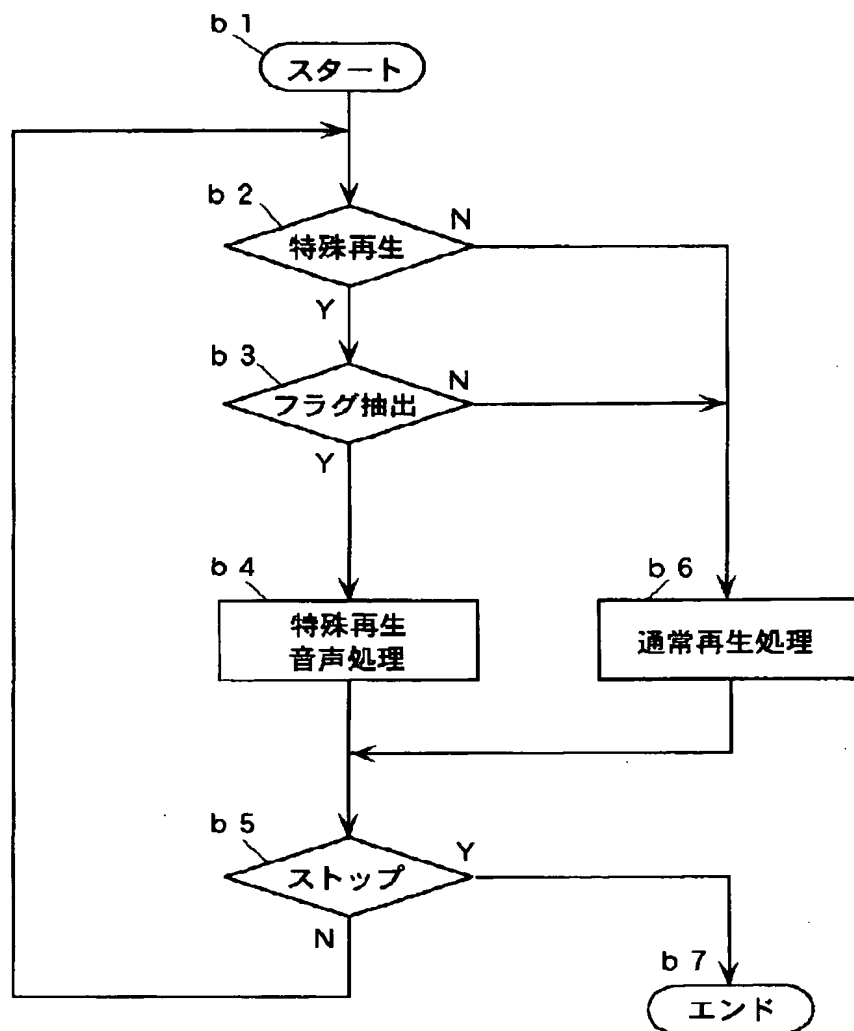 b 1
スタート
b 2
N
特殊再生
Y
b 3
N
フラグ抽出
Y
b 4
b 6
特殊再生
音声処理
通常再生処理
b 5
Y
ストップ
N
b 7
エンド